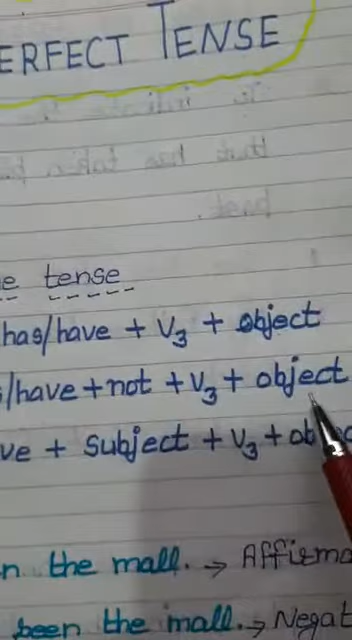 ERFECT TENSE
e tense
has/have + V3 + object
/have + not + V3 + object
ve + subject + V3 + ob
n the mall. → Affirma
been the mall. → Negat